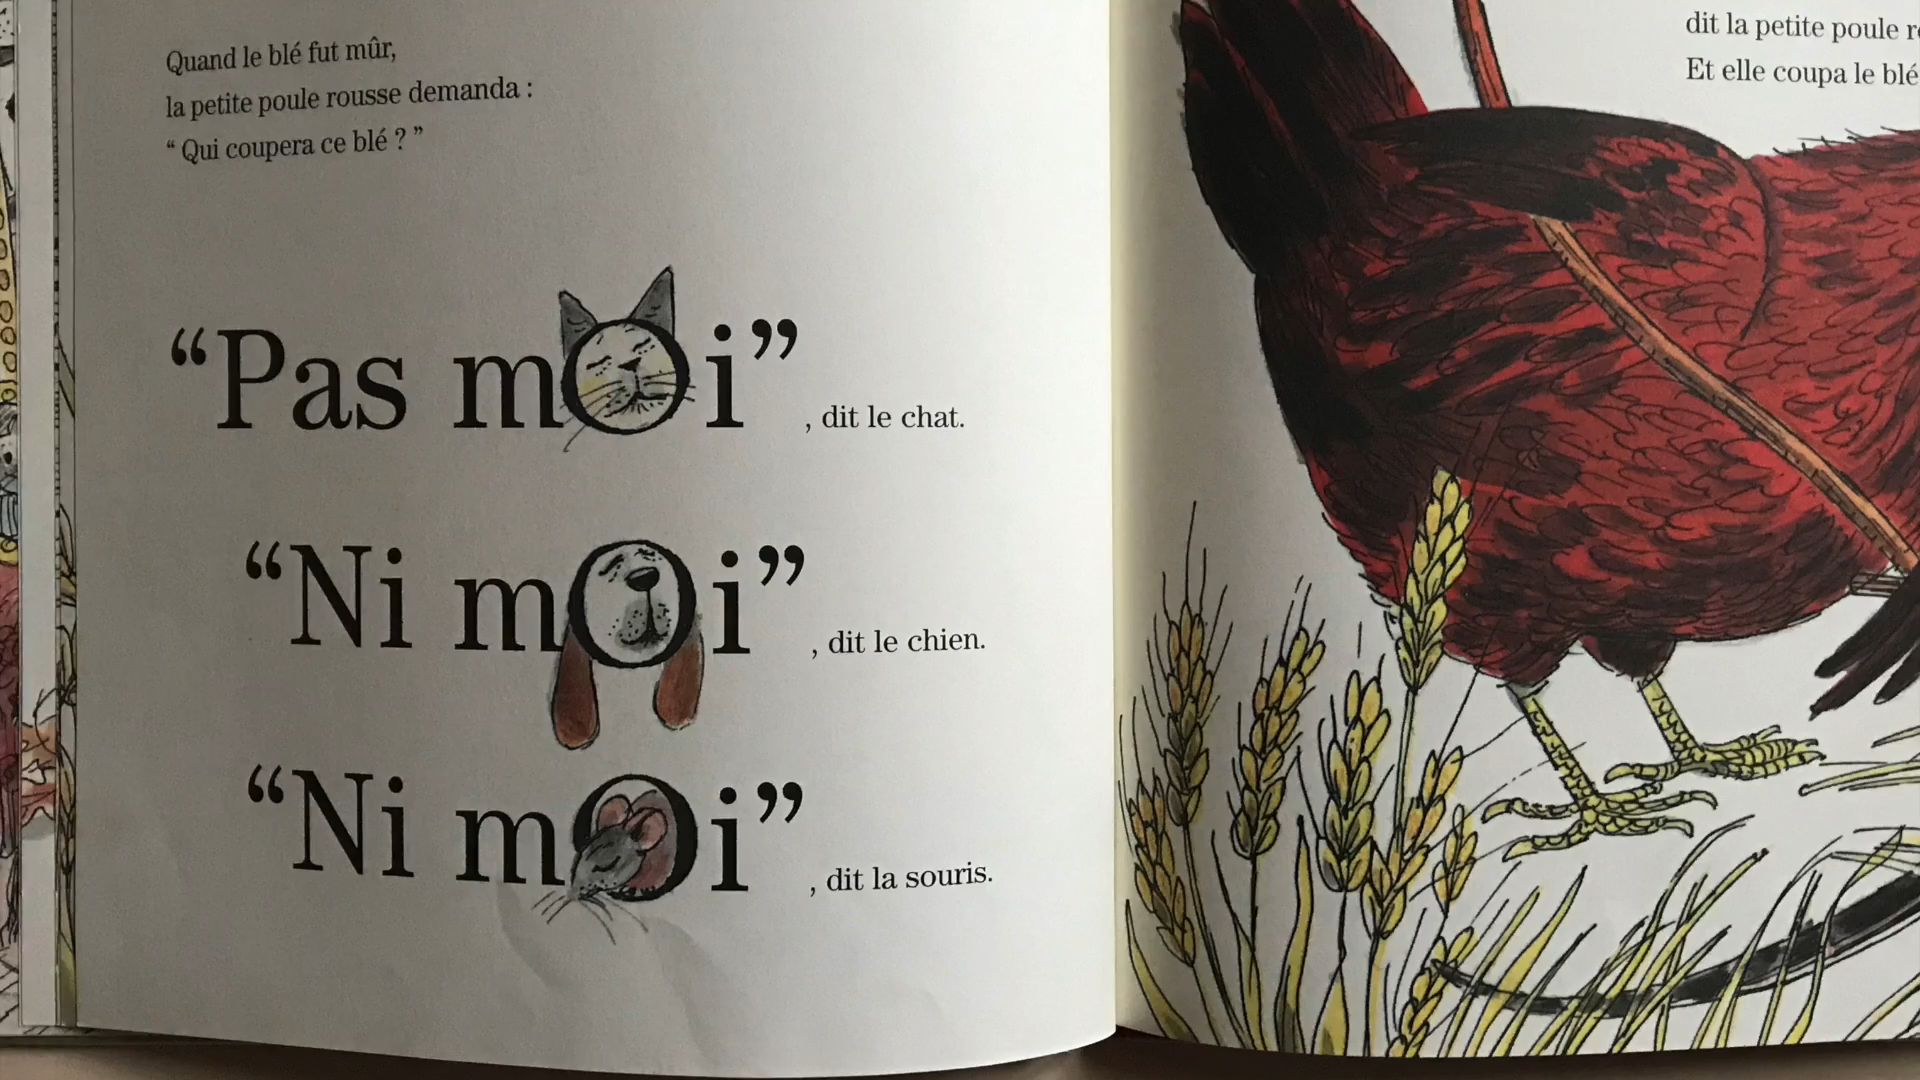 Quand le blé fut mûr,
la petite poule rousse demanda :
“ Qui coupera ce blé ? ”
“Pas moi” , dit le chat.
“Ni moi” , dit le chien.
“Ni moi” , dit la souris.
dit la petite poule
Et elle coupa le blé